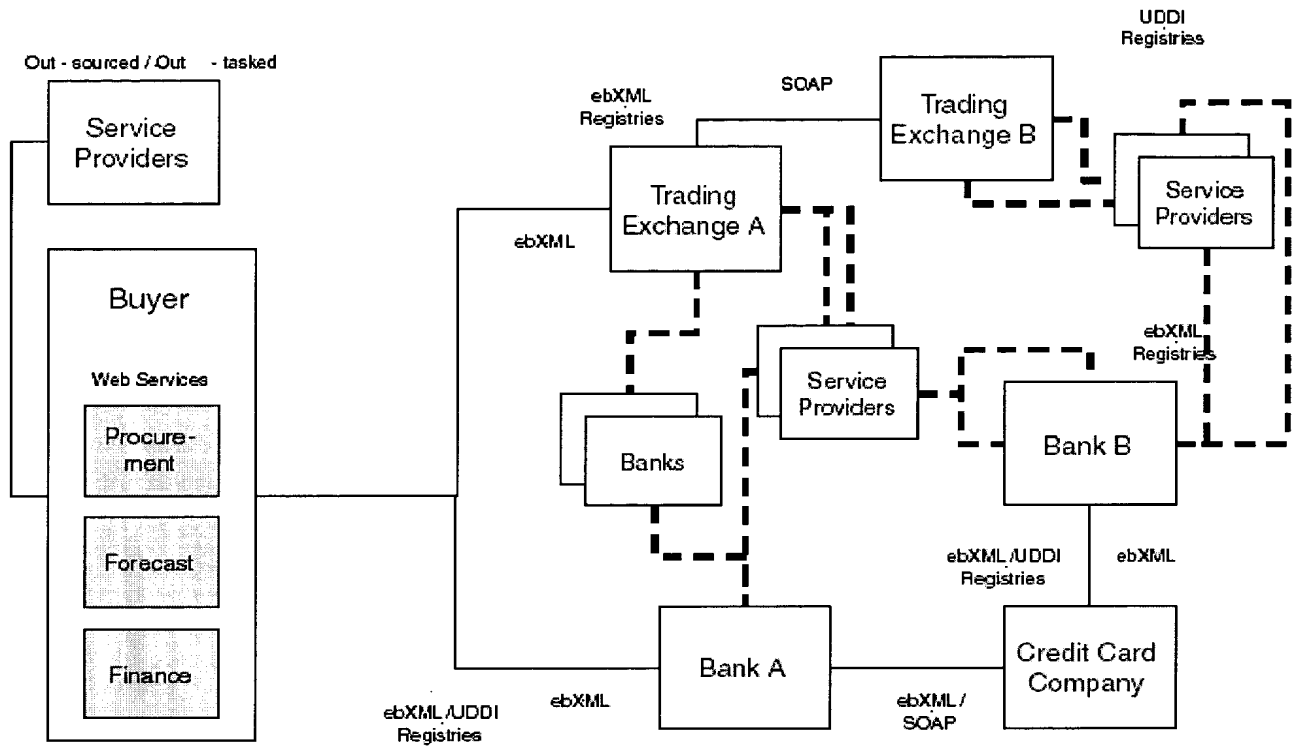 Out - sourced / Out - tasked
Service
Providers
Buyer
Web Services
Procure-
ment
Forecast
Finance
ebXML
Registries
SOAP
UDDI
Registries
Trading
Exchange B
Service
Providers
Trading
Exchange A
ebXML
Service
Providers
ebXML
Registries
Banks
Bank B
ebXML/UDDI
Registries
ebXML
Bank A
Credit Card
Company
ebXML/UDDI
Registries
ebXML
ebXML/
SOAP